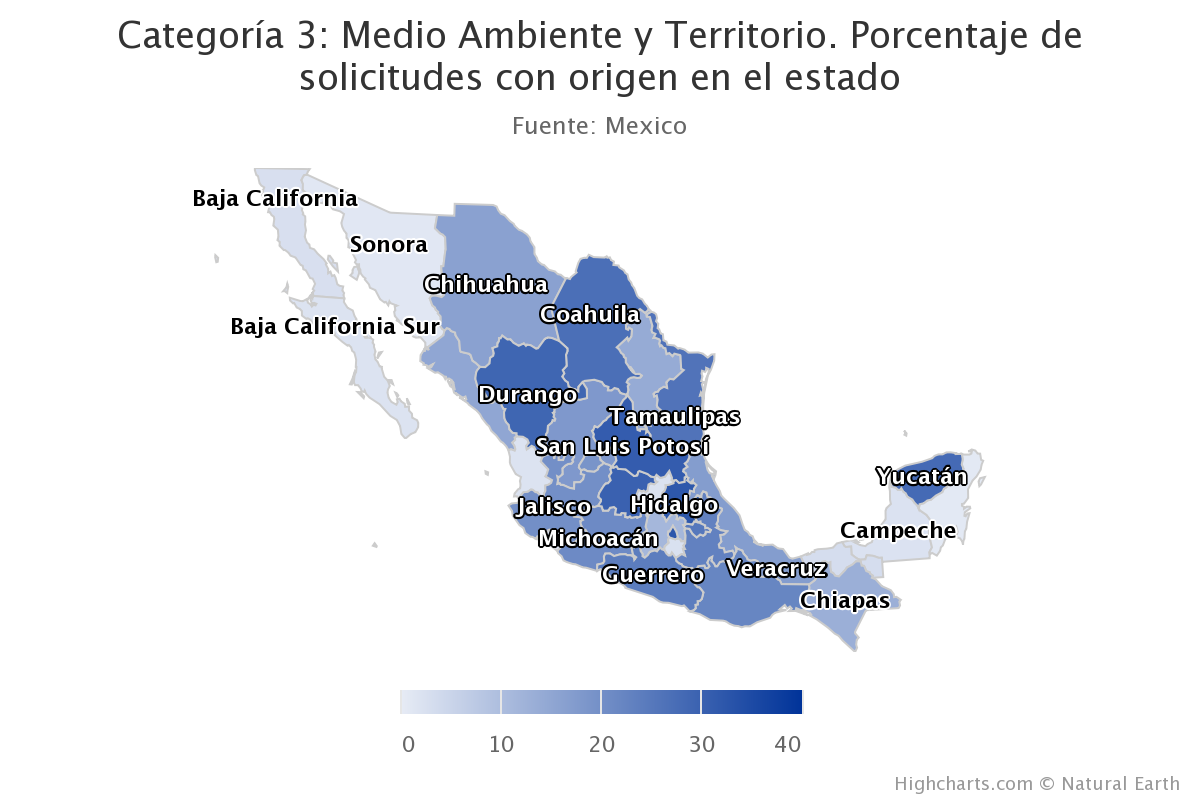 Categoría 3: Medio Ambiente y Territorio. Porcentaje de
solicitudes con origen en el estado
Fuente: Mexico
Baja California
Sonora
Chihuahua
Coahuila
Baja California Sur
Durango
Tamaulipas
San Luis Potosí
Yucatán
Jalisco
Hidalgo
Campeche
Michoacán
Guerrero
Veracruz
Chiapas
0 10 20 30 40
Highcharts.com © Natural Earth